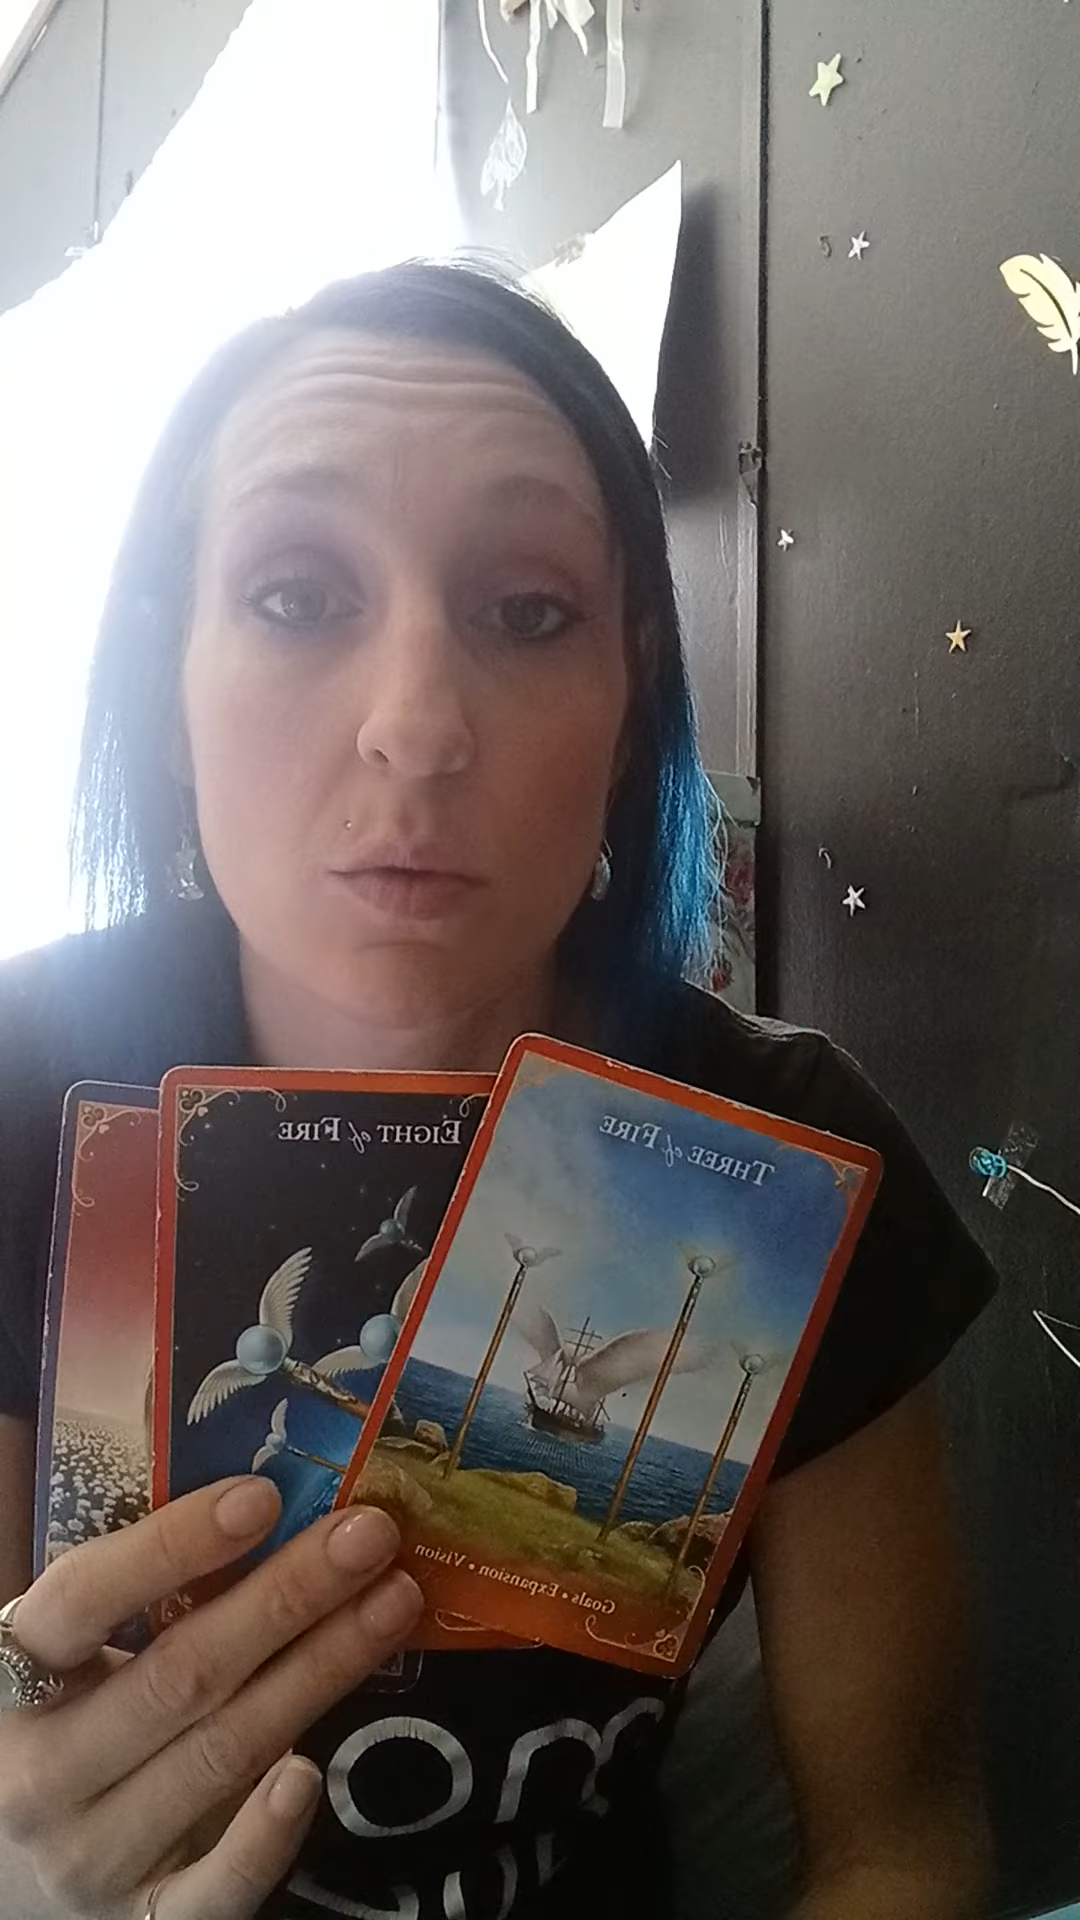 EIGHT of FIRE
THREE of FIRE
Goals • Expansion • Vision